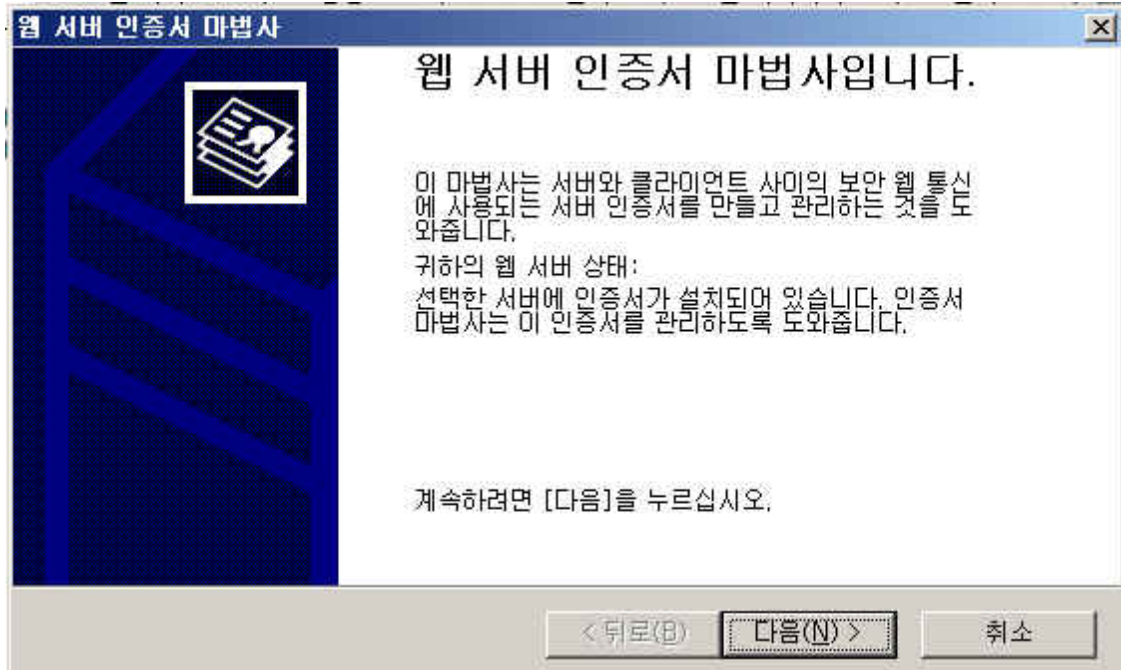 웹 서버 인증서 마법사
웹 서버 인증서 마법사입니다.
이 마법사는 서버와 클라이언트 사이의 보안 웹 통신
에 사용되는 서버 인증서를 만들고 관리하는 것을 도
와줍니다.
귀하의 웹 서버 상태:
선택한 서버에 인증서가 설치되어 있습니다. 인증서
마법사는 이 인증서를 관리하도록 도와줍니다.
계속하려면 [다음]을 누르십시오.
< 뒤로(B) 다음(N) > 취소